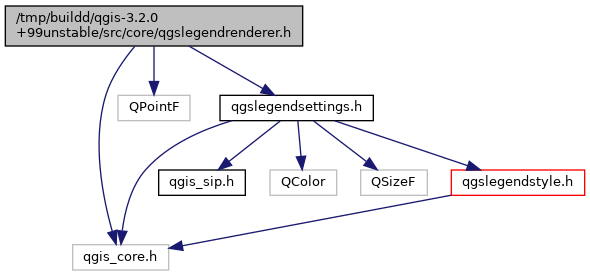 /tmp/buildd/qgis-3.2.0
+99unstable/src/core/qgslegendrenderer.h
QPointF
qgslegendsettings.h
qgis_sip.h
QColor
QSizeF
qgslegendstyle.h
qgis_core.h